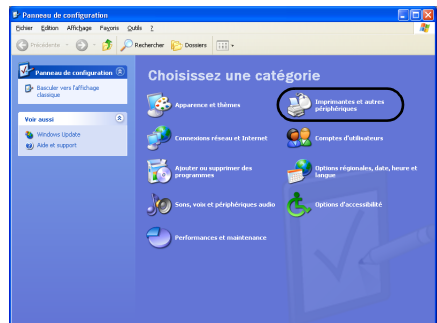 Panneau de configuration
Fichier Edition Affichage Favoris Outils ?
Précédente Rechercher Dossiers
Panneau de configuration
Basculer vers l'affichage
classique
Voir aussi
Windows Update
Aide et support
Choisissez une catégorie
Apparence et thèmes
Imprimantes et autres
périphériques
Connexions réseau et Internet
Comptes d'utilisateurs
Ajouter ou supprimer des
programmes
Options régionales, date, heure et
langue
Sons, voix et périphériques audio
Options d'accessibilité
Performances et maintenance